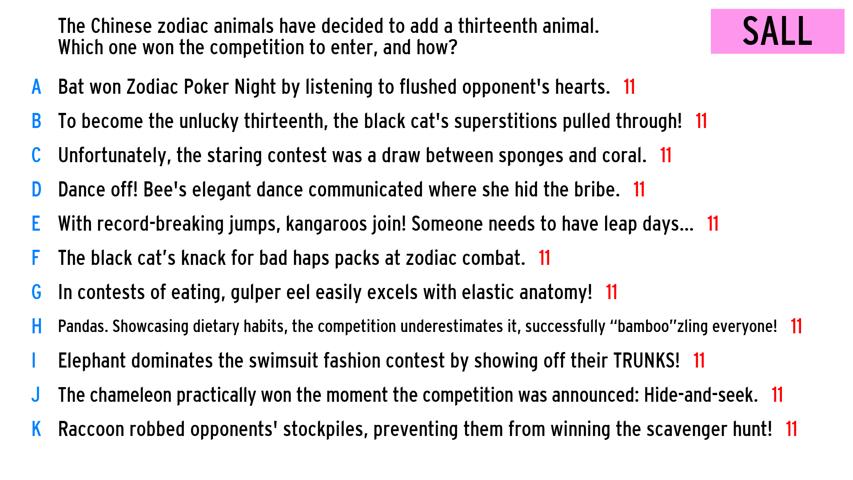 The Chinese zodiac animals have decided to add a thirteenth animal.
Which one won the competition to enter, and how?
SALL
A Bat won Zodiac Poker Night by listening to flushed opponent's hearts. 11
B To become the unlucky thirteenth, the black cat's superstitions pulled through! 11
C Unfortunately, the staring contest was a draw between sponges and coral. 11
D Dance off! Bee's elegant dance communicated where she hid the bribe. 11
E With record-breaking jumps, kangaroos join! Someone needs to have leap days... 11
F The black cat’s knack for bad haps packs at zodiac combat. 11
G In contests of eating, gulper eel easily excels with elastic anatomy! 11
H Pandas. Showcasing dietary habits, the competition underestimates it, successfully “bamboo”zling everyone! 11
I Elephant dominates the swimsuit fashion contest by showing off their TRUNKS! 11
J The chameleon practically won the moment the competition was announced: Hide-and-seek. 11
K Raccoon robbed opponents' stockpiles, preventing them from winning the scavenger hunt! 11